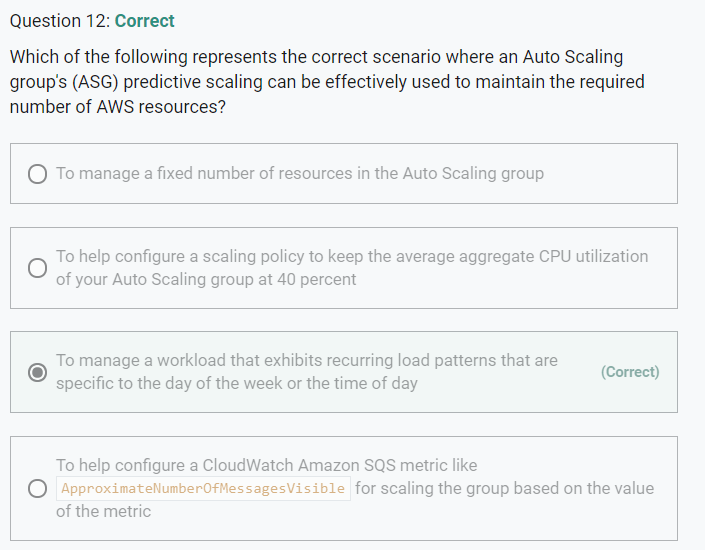 Question 12: Correct
Which of the following represents the correct scenario where an Auto Scaling
group's (ASG) predictive scaling can be effectively used to maintain the required
number of AWS resources?
To manage a fixed number of resources in the Auto Scaling group
To help configure a scaling policy to keep the average aggregate CPU utilization
of your Auto Scaling group at 40 percent
To manage a workload that exhibits recurring load patterns that are
specific to the day of the week or the time of day
(Correct)
To help configure a CloudWatch Amazon SQS metric like
ApproximateNumberOfMessagesVisible for scaling the group based on the value
of the metric